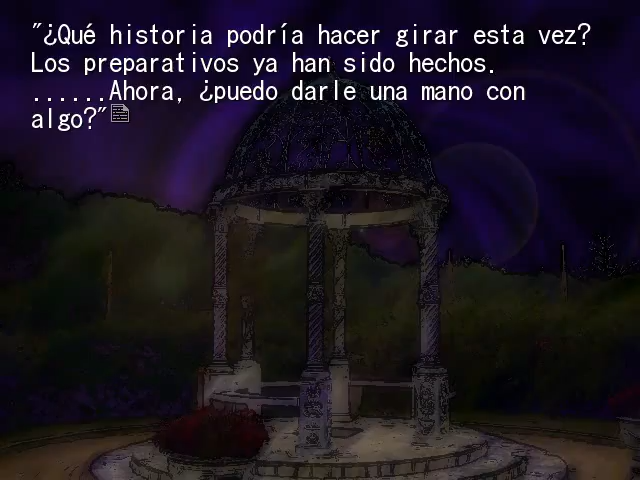 "¿Qué historia podría hacer girar esta vez?
Los preparativos ya han sido hechos.
......Ahora, ¿puedo darle una mano con
algo?"